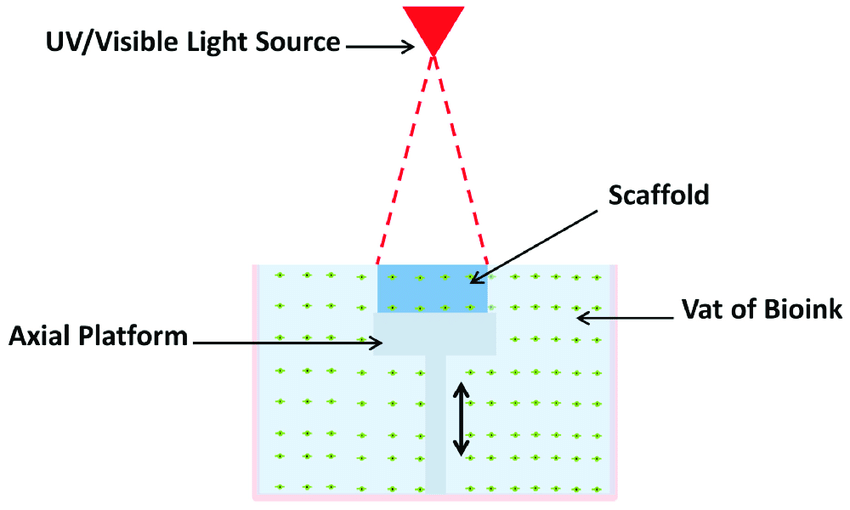 UV/Visible Light Source
Scaffold
Vat of Bioink
Axial Platform